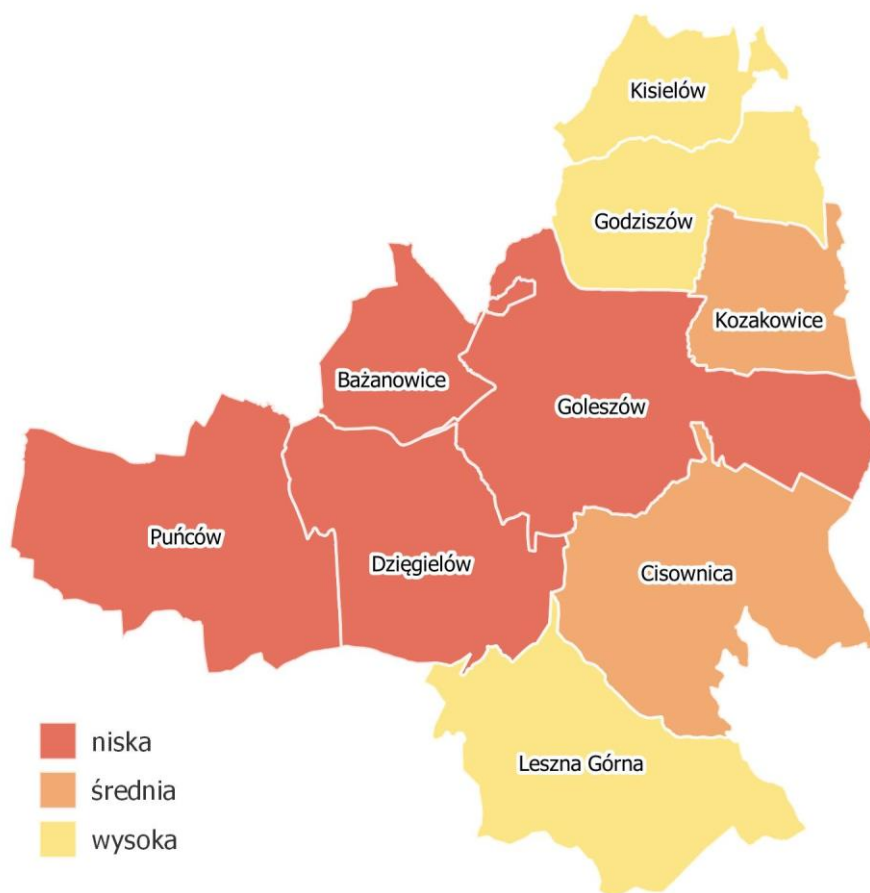 Kisielów
Godziszów
Kozakowice
Bażanowice
Goleszów
Puńców
Dzięgielów
Cisownica
Leszna Górna
niska
średnia
wysoka